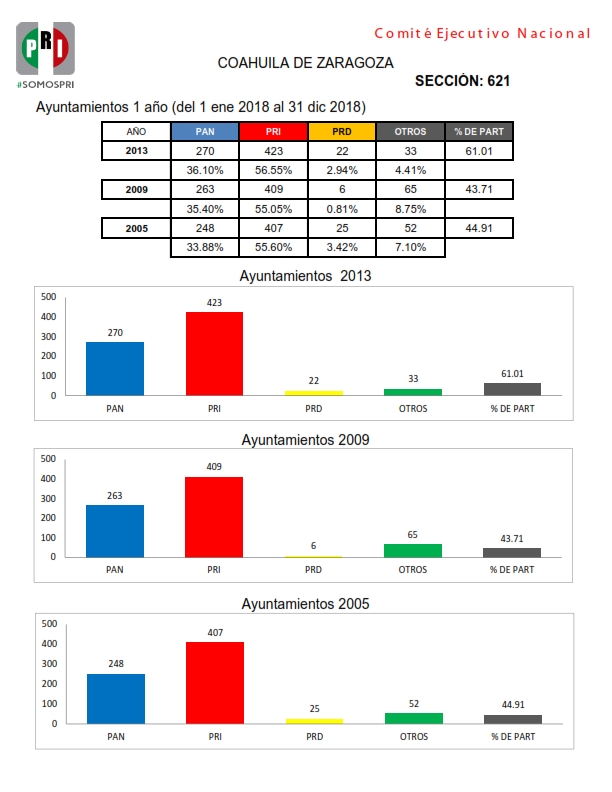 Comité Ejecutivo Nacional
PRI
#SOMOSPRI
COAHUILA DE ZARAGOZA
SECCIÓN: 621
Ayuntamientos 1 año (del 1 ene 2018 al 31 dic 2018)
AÑO PAN PRI PRD OTROS % DE PART
2013 270 423 22 33 61.01
36.10% 56.55% 2.94% 4.41%
2009 263 409 6 65 43.71
35.40% 55.05% 0.81% 8.75%
2005 248 407 25 52 44.91
33.88% 55.60% 3.42% 7.10%
Ayuntamientos 2013
500
400
300
200
100
0
270 423 22 33 61.01
PAN PRI PRD OTROS % DE PART
Ayuntamientos 2009
500
400
300
200
100
0
263 409 6 65 43.71
PAN PRI PRD OTROS % DE PART
Ayuntamientos 2005
500
400
300
200
100
0
248 407 25 52 44.91
PAN PRI PRD OTROS % DE PART